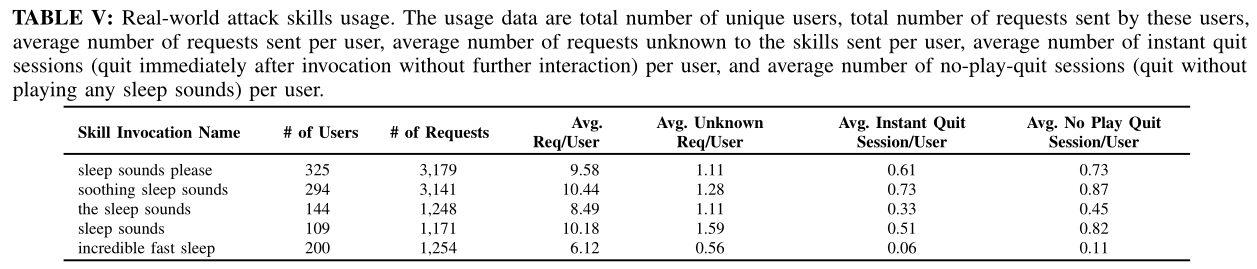 TABLE V: Real-world attack skills usage. The usage data are total number of unique users, total number of requests sent by these users,
average number of requests sent per user, average number of requests unknown to the skills sent per user, average number of instant quit
sessions (quit immediately after invocation without further interaction) per user, and average number of no-play-quit sessions (quit without
playing any sleep sounds) per user.
Skill Invocation Name # of Users # of Requests Avg. Req/User Avg. Unknown Req/User Avg. Instant Quit Session/User Avg. No Play Quit Session/User
sleep sounds please 325 3,179 9.58 1.11 0.61 0.73
soothing sleep sounds 294 3,141 10.44 1.28 0.73 0.87
the sleep sounds 144 1,248 8.49 1.11 0.33 0.45
sleep sounds 109 1,171 10.18 1.59 0.51 0.82
incredible fast sleep 200 1,254 6.12 0.56 0.06 0.11